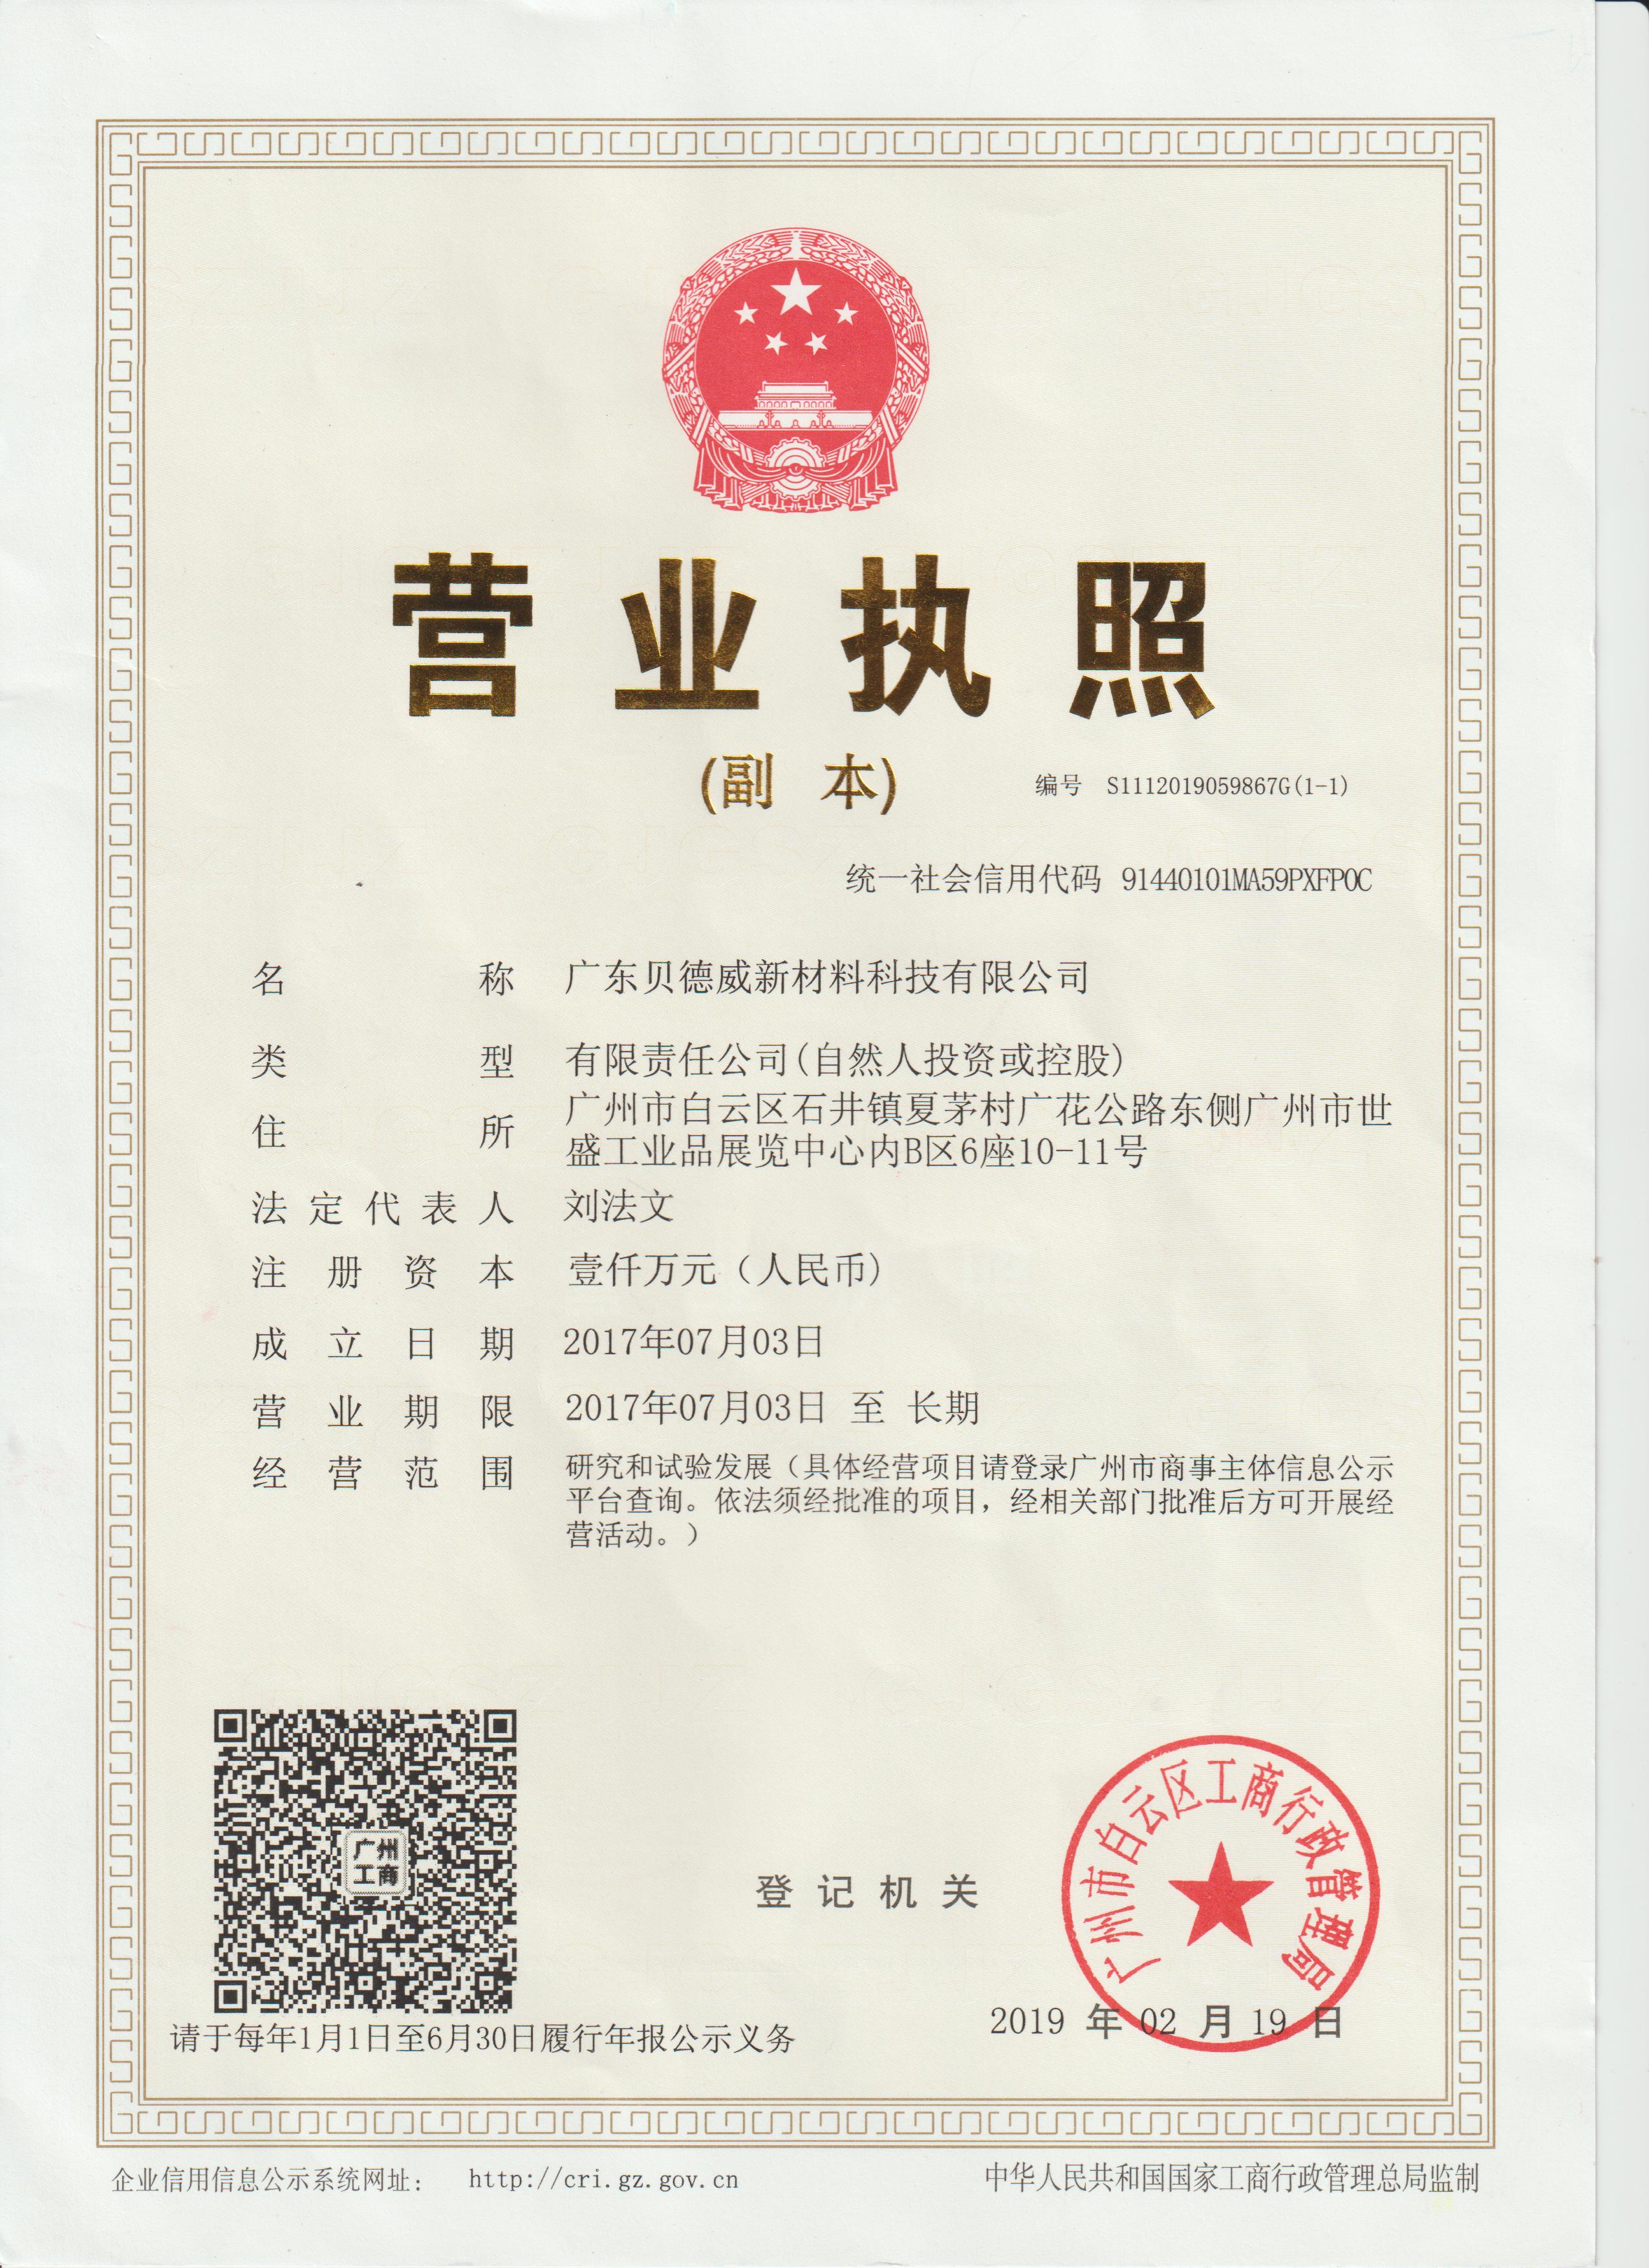 营业执照
(副 本)
编号 S1112019059867G(1-1)
统一社会信用代码 91440101MA59PXFP0C
名 称 广东贝德威新材料科技有限公司
类 型 有限责任公司(自然人投资或控股)
住 所 广州市白云区石井镇夏茅村广花公路东侧广州市世
盛工业品展览中心内B区6座10-11号
法定代表人 刘法文
注册资本 壹仟万元（人民币）
成立日期 2017年07月03日
营业期限 2017年07月03日 至 长期
经营范围 研究和试验发展（具体经营项目请登录广州市商事主体信息公示
平台查询。依法须经批准的项目，经相关部门批准后方可开展经
营活动。）
广州
工商
登记机关
广州市白云区工商行政管理局
2019 年 02 月 19 日
请于每年1月1日至6月30日履行年报公示义务
企业信用信息公示系统网址： http://cri.gz.gov.cn
中华人民共和国国家工商行政管理总局监制